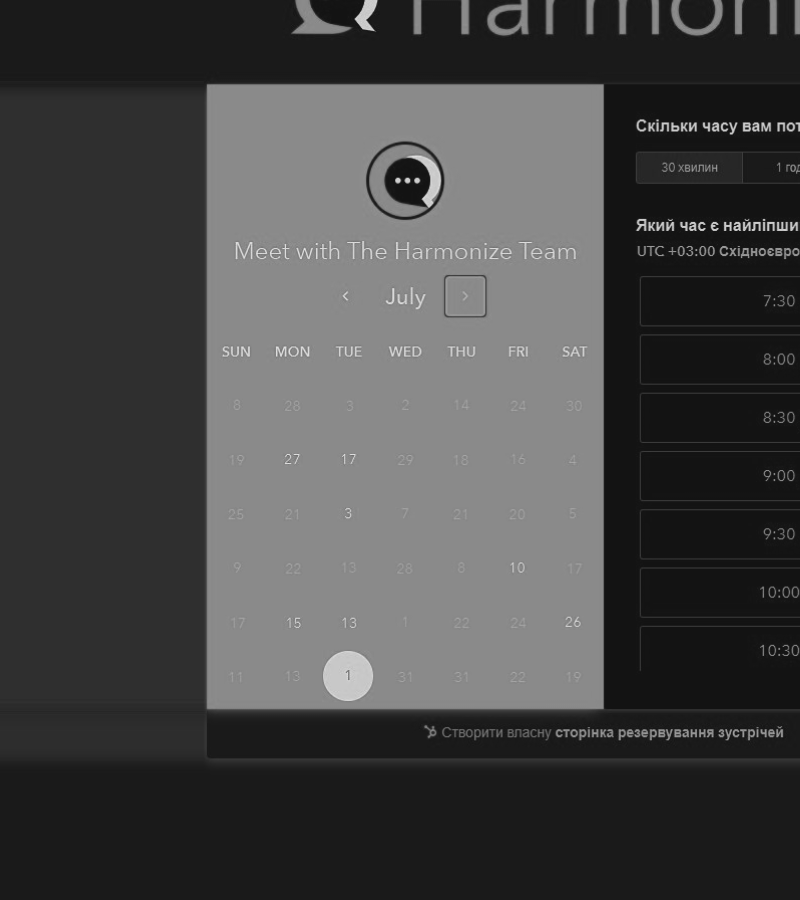 Harmoni
Meet with The Harmonize Team
July
SUN MON TUE WED THU FRI SAT
8 28 3 2 14 24 30
19 27 17 29 18 16 4
25 21 3 7 21 20 5
9 22 13 28 8 10 17
17 15 13 1 22 24 26
11 13 1 31 31 22 19
Скільки часу вам пот
30 хвилин 1 год
Який час є найліпши
UTC +03:00 Східноєвро
7:30
8:00
8:30
9:00
9:30
10:00
10:30
Створити власну сторінка резервування зустрічей